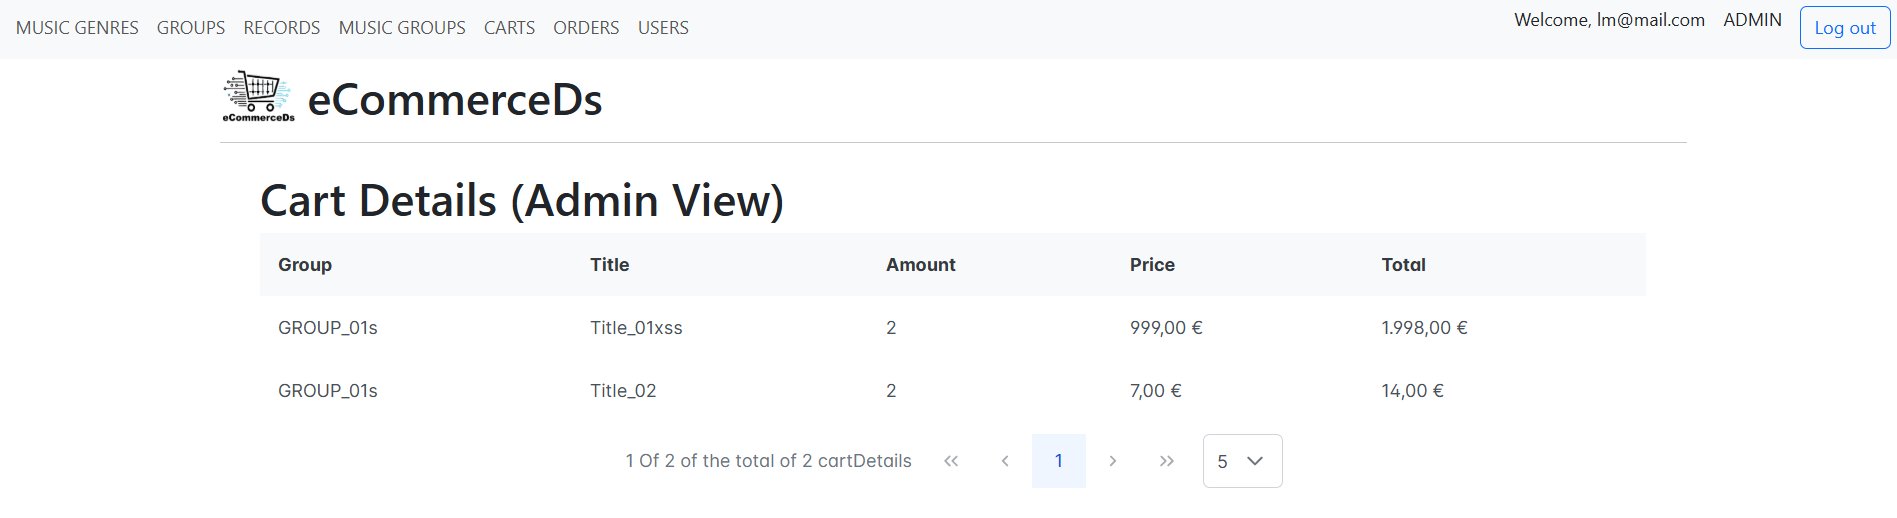 MUSIC GENRES GROUPS RECORDS MUSIC GROUPS CARTS ORDERS USERS Welcome, lm@mail.com ADMIN Log out
eCommerceDs eCommerceDs
Cart Details (Admin View)
Group Title Amount Price Total
GROUP_01s Title_01xss 2 999,00 € 1.998,00 €
GROUP_01s Title_02 2 7,00 € 14,00 €
1 Of 2 of the total of 2 cartDetails « ‹ 1 › » 5